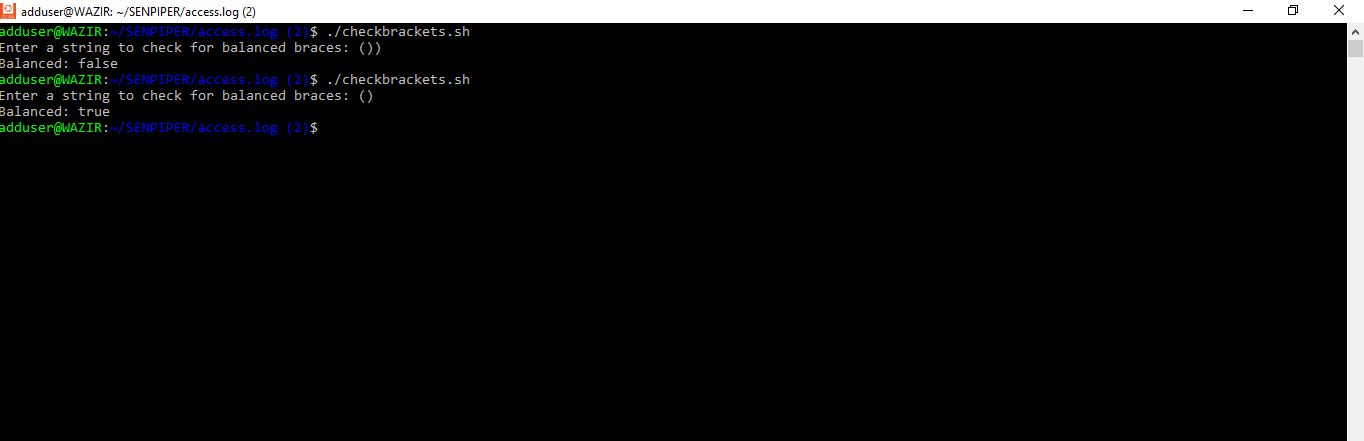 adduser@WAZIR: ~/SENPIPER/access.log (2)
adduser@WAZIR:~/SENPIPER/access.log (2)$ ./checkbrackets.sh
Enter a string to check for balanced braces: ())
Balanced: false
adduser@WAZIR:~/SENPIPER/access.log (2)$ ./checkbrackets.sh
Enter a string to check for balanced braces: ()
Balanced: true
adduser@WAZIR:~/SENPIPER/access.log (2)$